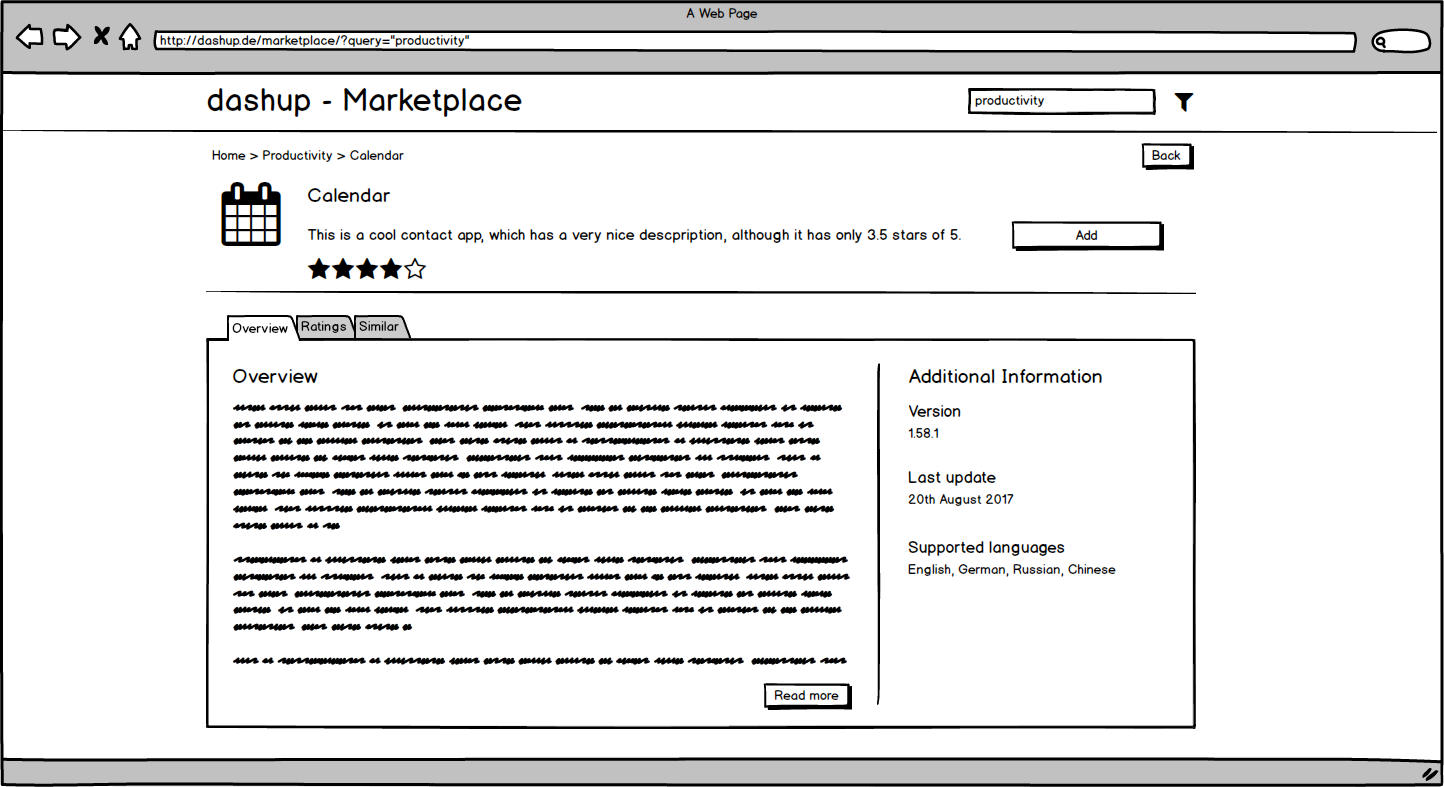 A Web Page
http://dashup.de/marketplace/?query="productivity"
dashup - Marketplace
productivity
Home > Productivity > Calendar
Back
Calendar
This is a cool contact app, which has a very nice descpription, although it has only 3.5 stars of 5.
Add
Overview
Ratings
Similar
Overview
Read more
Additional Information
Version
1.58.1
Last update
20th August 2017
Supported languages
English, German, Russian, Chinese